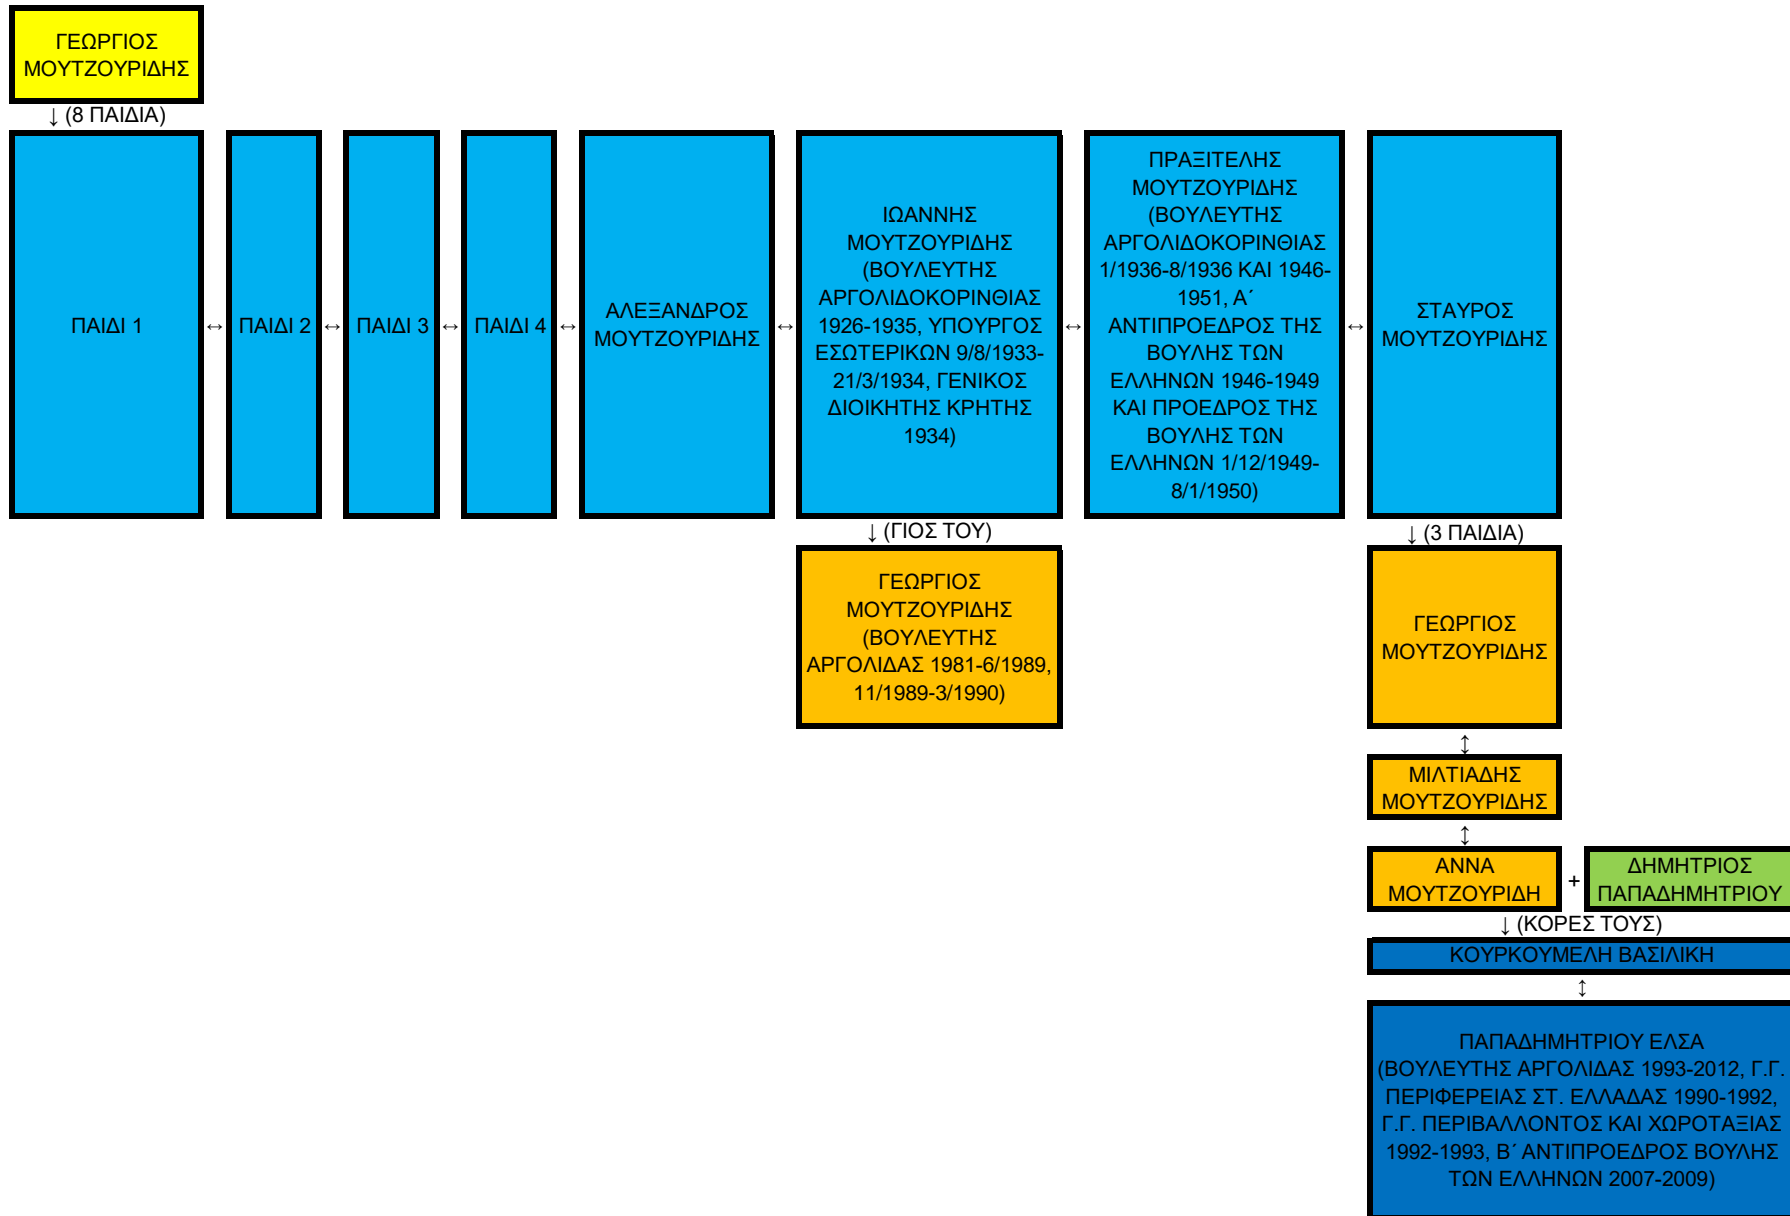 ΓΕΩΡΓΙΟΣ
ΜΟΥΤΖΟΥΡΙΔΗΣ
↓ (8 ΠΑΙΔΙΑ)
ΠΑΙΔΙ 1
↔
ΠΑΙΔΙ 2
↔
ΠΑΙΔΙ 3
↔
ΠΑΙΔΙ 4
↔
ΑΛΕΞΑΝΔΡΟΣ
ΜΟΥΤΖΟΥΡΙΔΗΣ
↔
ΙΩΑΝΝΗΣ
ΜΟΥΤΖΟΥΡΙΔΗΣ
(ΒΟΥΛΕΥΤΗΣ
ΑΡΓΟΛΙΔΟΚΟΡΙΝΘΙΑΣ
1926-1935, ΥΠΟΥΡΓΟΣ
ΕΣΩΤΕΡΙΚΩΝ 9/8/1933-
21/3/1934, ΓΕΝΙΚΟΣ
ΔΙΟΙΚΗΤΗΣ ΚΡΗΤΗΣ
1934)
↔
ΠΡΑΞΙΤΕΛΗΣ
ΜΟΥΤΖΟΥΡΙΔΗΣ
(ΒΟΥΛΕΥΤΗΣ
ΑΡΓΟΛΙΔΟΚΟΡΙΝΘΙΑΣ
1/1936-8/1936 ΚΑΙ 1946-
1951, Α΄
ΑΝΤΙΠΡΟΕΔΡΟΣ ΤΗΣ
ΒΟΥΛΗΣ ΤΩΝ
ΕΛΛΗΝΩΝ 1946-1949
ΚΑΙ ΠΡΟΕΔΡΟΣ ΤΗΣ
ΒΟΥΛΗΣ ΤΩΝ
ΕΛΛΗΝΩΝ 1/12/1949-
8/1/1950)
↔
ΣΤΑΥΡΟΣ
ΜΟΥΤΖΟΥΡΙΔΗΣ
↓ (ΓΙΟΣ ΤΟΥ)
↓ (3 ΠΑΙΔΙΑ)
ΓΕΩΡΓΙΟΣ
ΜΟΥΤΖΟΥΡΙΔΗΣ
(ΒΟΥΛΕΥΤΗΣ
ΑΡΓΟΛΙΔΑΣ 1981-6/1989,
11/1989-3/1990)
ΓΕΩΡΓΙΟΣ
ΜΟΥΤΖΟΥΡΙΔΗΣ
↕
ΜΙΛΤΙΑΔΗΣ
ΜΟΥΤΖΟΥΡΙΔΗΣ
↕
ΑΝΝΑ
ΜΟΥΤΖΟΥΡΙΔΗ
+
ΔΗΜΗΤΡΙΟΣ
ΠΑΠΑΔΗΜΗΤΡΙΟΥ
↓ (ΚΟΡΕΣ ΤΟΥΣ)
ΚΟΥΡΚΟΥΜΕΛΗ ΒΑΣΙΛΙΚΗ
↕
ΠΑΠΑΔΗΜΗΤΡΙΟΥ ΕΛΣΑ
(ΒΟΥΛΕΥΤΗΣ ΑΡΓΟΛΙΔΑΣ 1993-2012, Γ.Γ.
ΠΕΡΙΦΕΡΕΙΑΣ ΣΤ. ΕΛΛΑΔΑΣ 1990-1992,
Γ.Γ. ΠΕΡΙΒΑΛΛΟΝΤΟΣ ΚΑΙ ΧΩΡΟΤΑΞΙΑΣ
1992-1993, Β΄ ΑΝΤΙΠΡΟΕΔΡΟΣ ΒΟΥΛΗΣ
ΤΩΝ ΕΛΛΗΝΩΝ 2007-2009)